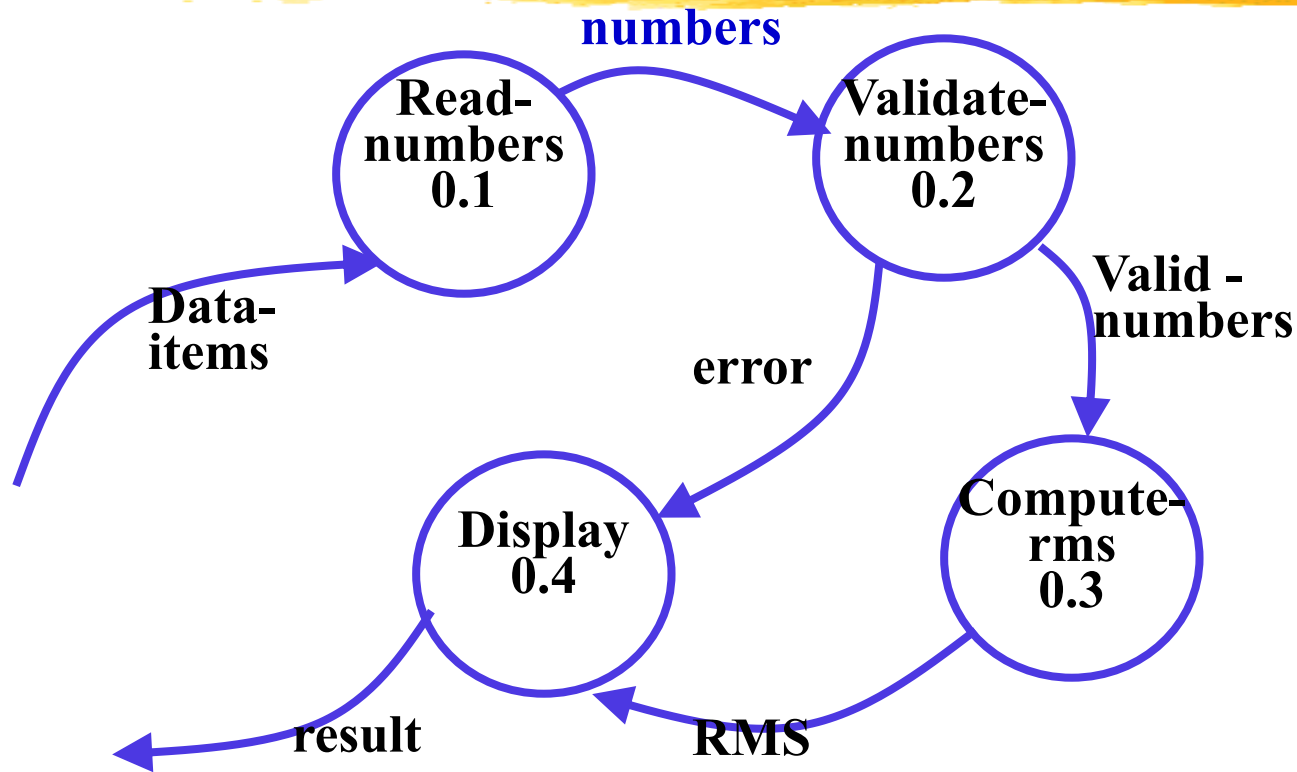 numbers
Read-
numbers
0.1
Validate-
numbers
0.2
Data-
items
Valid -
numbers
error
Display
0.4
Compute-
rms
0.3
result
RMS